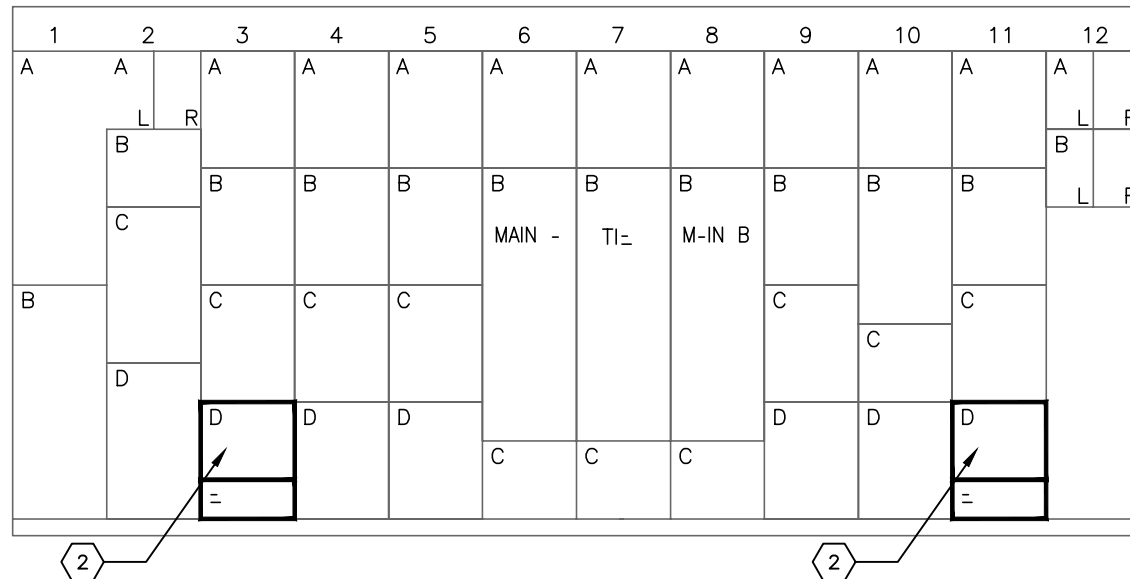 1 2 3 4 5 6 7 8 9 10 11 12
A A A A A A A A A A A A
L R L
B B
L
B B B B B B B B B
C
MAIN - TI= M-IN B
B C C C C C
C
D
D D D D D D D
C C C
= =
2 2